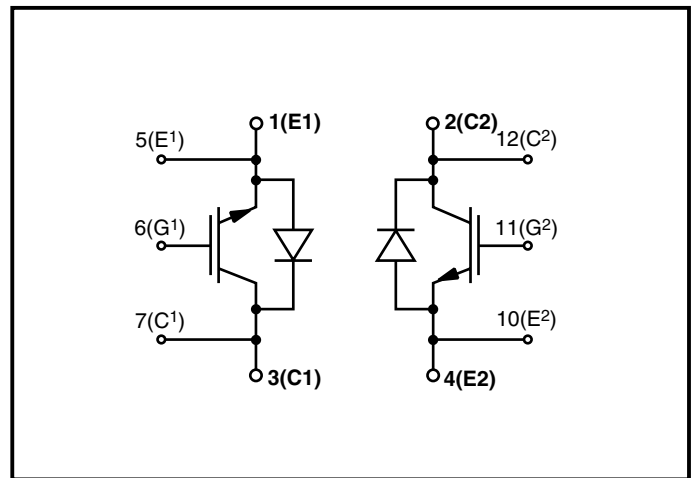 1(E1)
2(C2)
5(E¹)
12(C²)
6(G¹)
11(G²)
7(C¹)
10(E²)
3(C1)
4(E2)